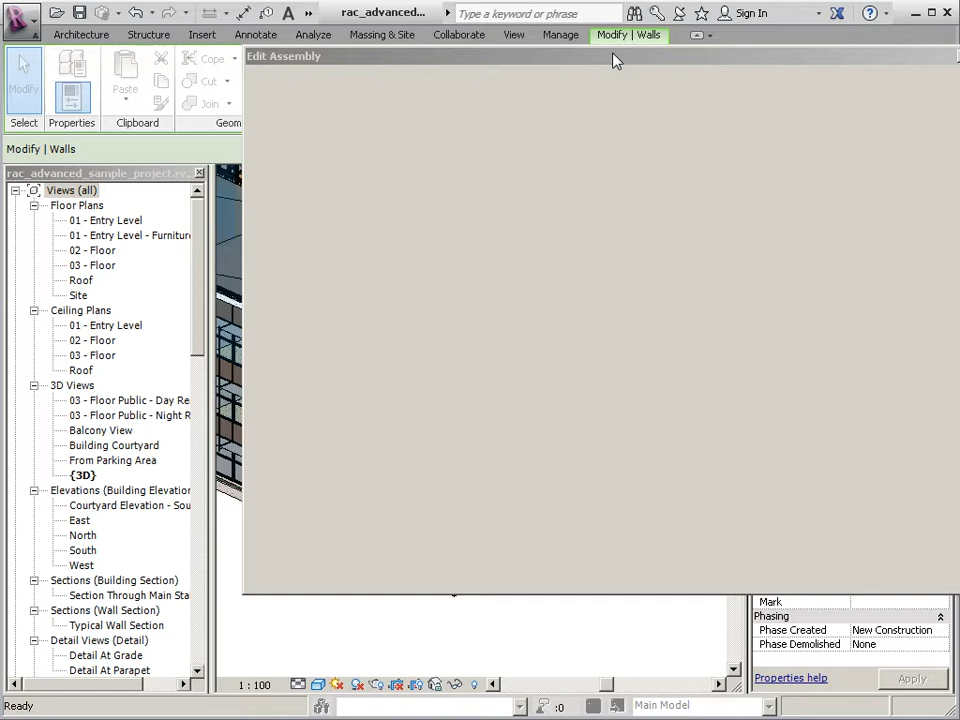 rac_advanced...
Type a keyword or phrase
Sign In
Architecture
Structure
Insert
Annotate
Analyze
Massing & Site
Collaborate
View
Manage
Modify | Walls
Modify
Paste
Cope
Cut
Join
Select
Properties
Clipboard
Geom
Edit Assembly
Modify | Walls
rac_advanced_sample_project.rv
Views (all)
Floor Plans
01 - Entry Level
01 - Entry Level - Furniture
02 - Floor
03 - Floor
Roof
Site
Ceiling Plans
01 - Entry Level
02 - Floor
03 - Floor
Roof
3D Views
03 - Floor Public - Day Re
03 - Floor Public - Night R
Balcony View
Building Courtyard
From Parking Area
{3D}
Elevations (Building Elevation
Courtyard Elevation - Sou
East
North
South
West
Sections (Building Section)
Section Through Main Sta
Sections (Wall Section)
Typical Wall Section
Detail Views (Detail)
Detail At Grade
Detail At Parapet
Mark
Phasing
Phase Created New Construction
Phase Demolished None
Properties help
Apply
1 : 100
Ready
:0
Main Model